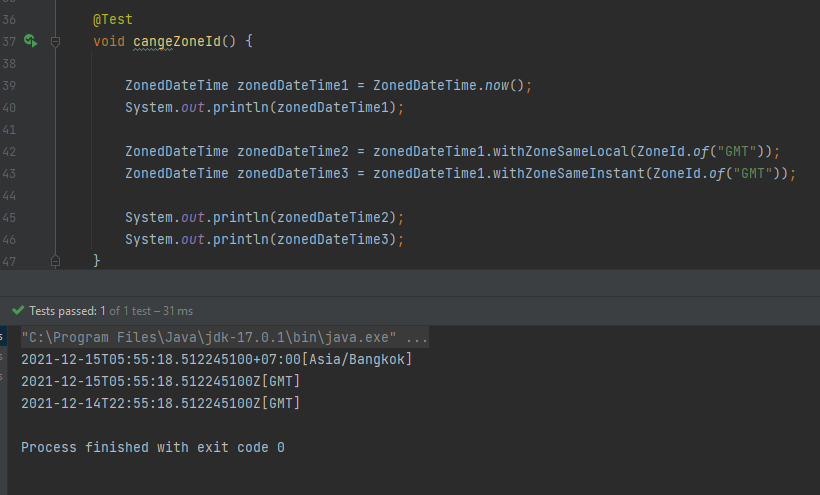 36 @Test
37 void cangeZoneId() {
38
39 ZonedDateTime zonedDateTime1 = ZonedDateTime.now();
40 System.out.println(zonedDateTime1);
41
42 ZonedDateTime zonedDateTime2 = zonedDateTime1.withZoneSameLocal(ZoneId.of("GMT"));
43 ZonedDateTime zonedDateTime3 = zonedDateTime1.withZoneSameInstant(ZoneId.of("GMT"));
44
45 System.out.println(zonedDateTime2);
46 System.out.println(zonedDateTime3);
47 }
Tests passed: 1 of 1 test – 31 ms
"C:\Program Files\Java\jdk-17.0.1\bin\java.exe" ...
2021-12-15T05:55:18.512245100+07:00[Asia/Bangkok]
2021-12-15T05:55:18.512245100Z[GMT]
2021-12-14T22:55:18.512245100Z[GMT]
Process finished with exit code 0